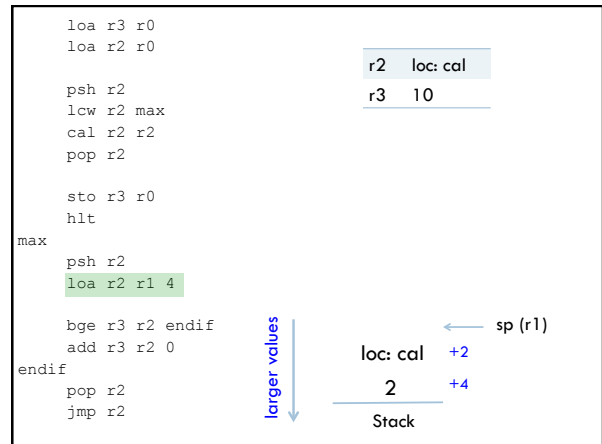 loa r3 r0
loa r2 r0
psh r2
lcw r2 max
cal r2 r2
pop r2
sto r3 r0
hlt
max
psh r2
loa r2 r1 4
bge r3 r2 endif
add r3 r2 0
endif
pop r2
jmp r2
r2 loc: cal
r3 10
larger values
sp (r1)
loc: cal +2
2 +4
Stack